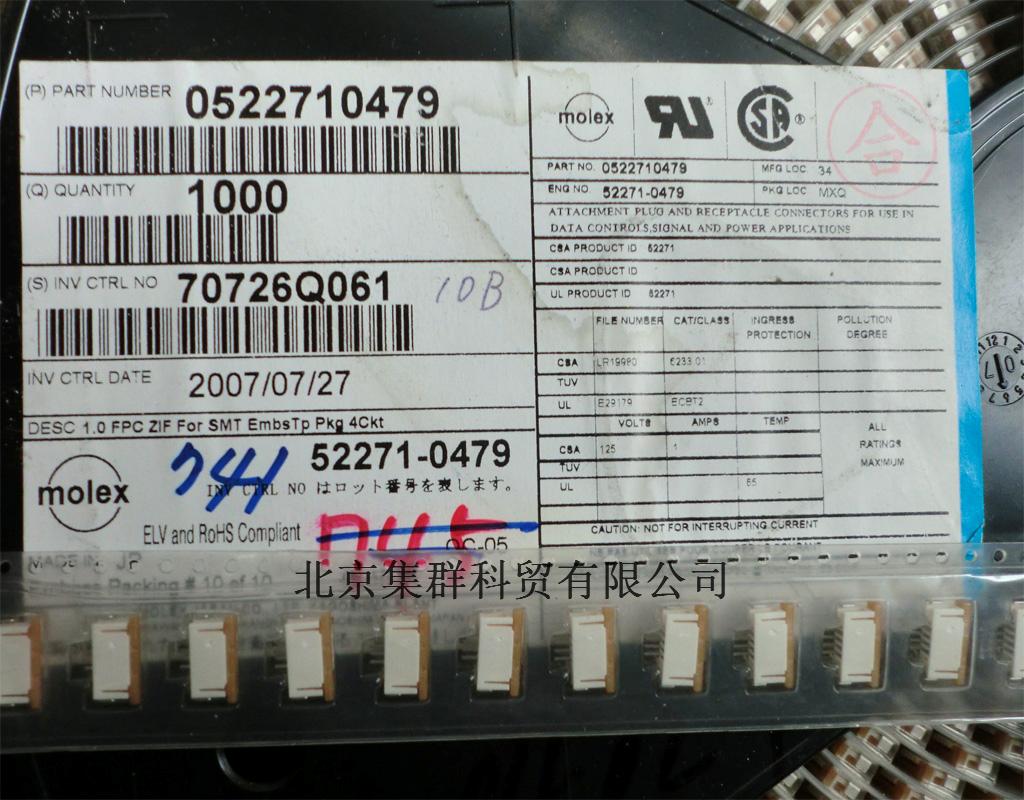 (P) PART NUMBER 0522710479
(Q) QUANTITY 1000
(S) INV CTRL NO 70726Q061
10B
INV CTRL DATE 2007/07/27
DESC 1.0 FPC ZIF For SMT EmbsTp Pkg 4Ckt
molex
741
52271-0479
INV CTRL NO はロット番号を表します。
ELV and RoHS Compliant
745
QC-05
MADE IN JP
Packing # 10 of 10
molex
RU
SA ®
合
PART NO. 0522710479 MFG LOC 34
ENG NO. 52271-0479 PKG LOC MXQ
ATTACHMENT PLUG AND RECEPTACLE CONNECTORS FOR USE IN
DATA CONTROLS,SIGNAL AND POWER APPLICATIONS
CSA PRODUCT ID 52271
CSA PRODUCT ID
UL PRODUCT ID 52271
FILE NUMBER CAT/CLASS INGRESS PROTECTION POLLUTION DEGREE
CSA LR19980 6233 01
TUV
UL E29179 ECBT2
VOLTS AMPS TEMP
ALL
RATINGS
MAXIMUM
CSA 125 1
TUV
UL
CAUTION: NOT FOR INTERRUPTING CURRENT
北京集群科贸有限公司